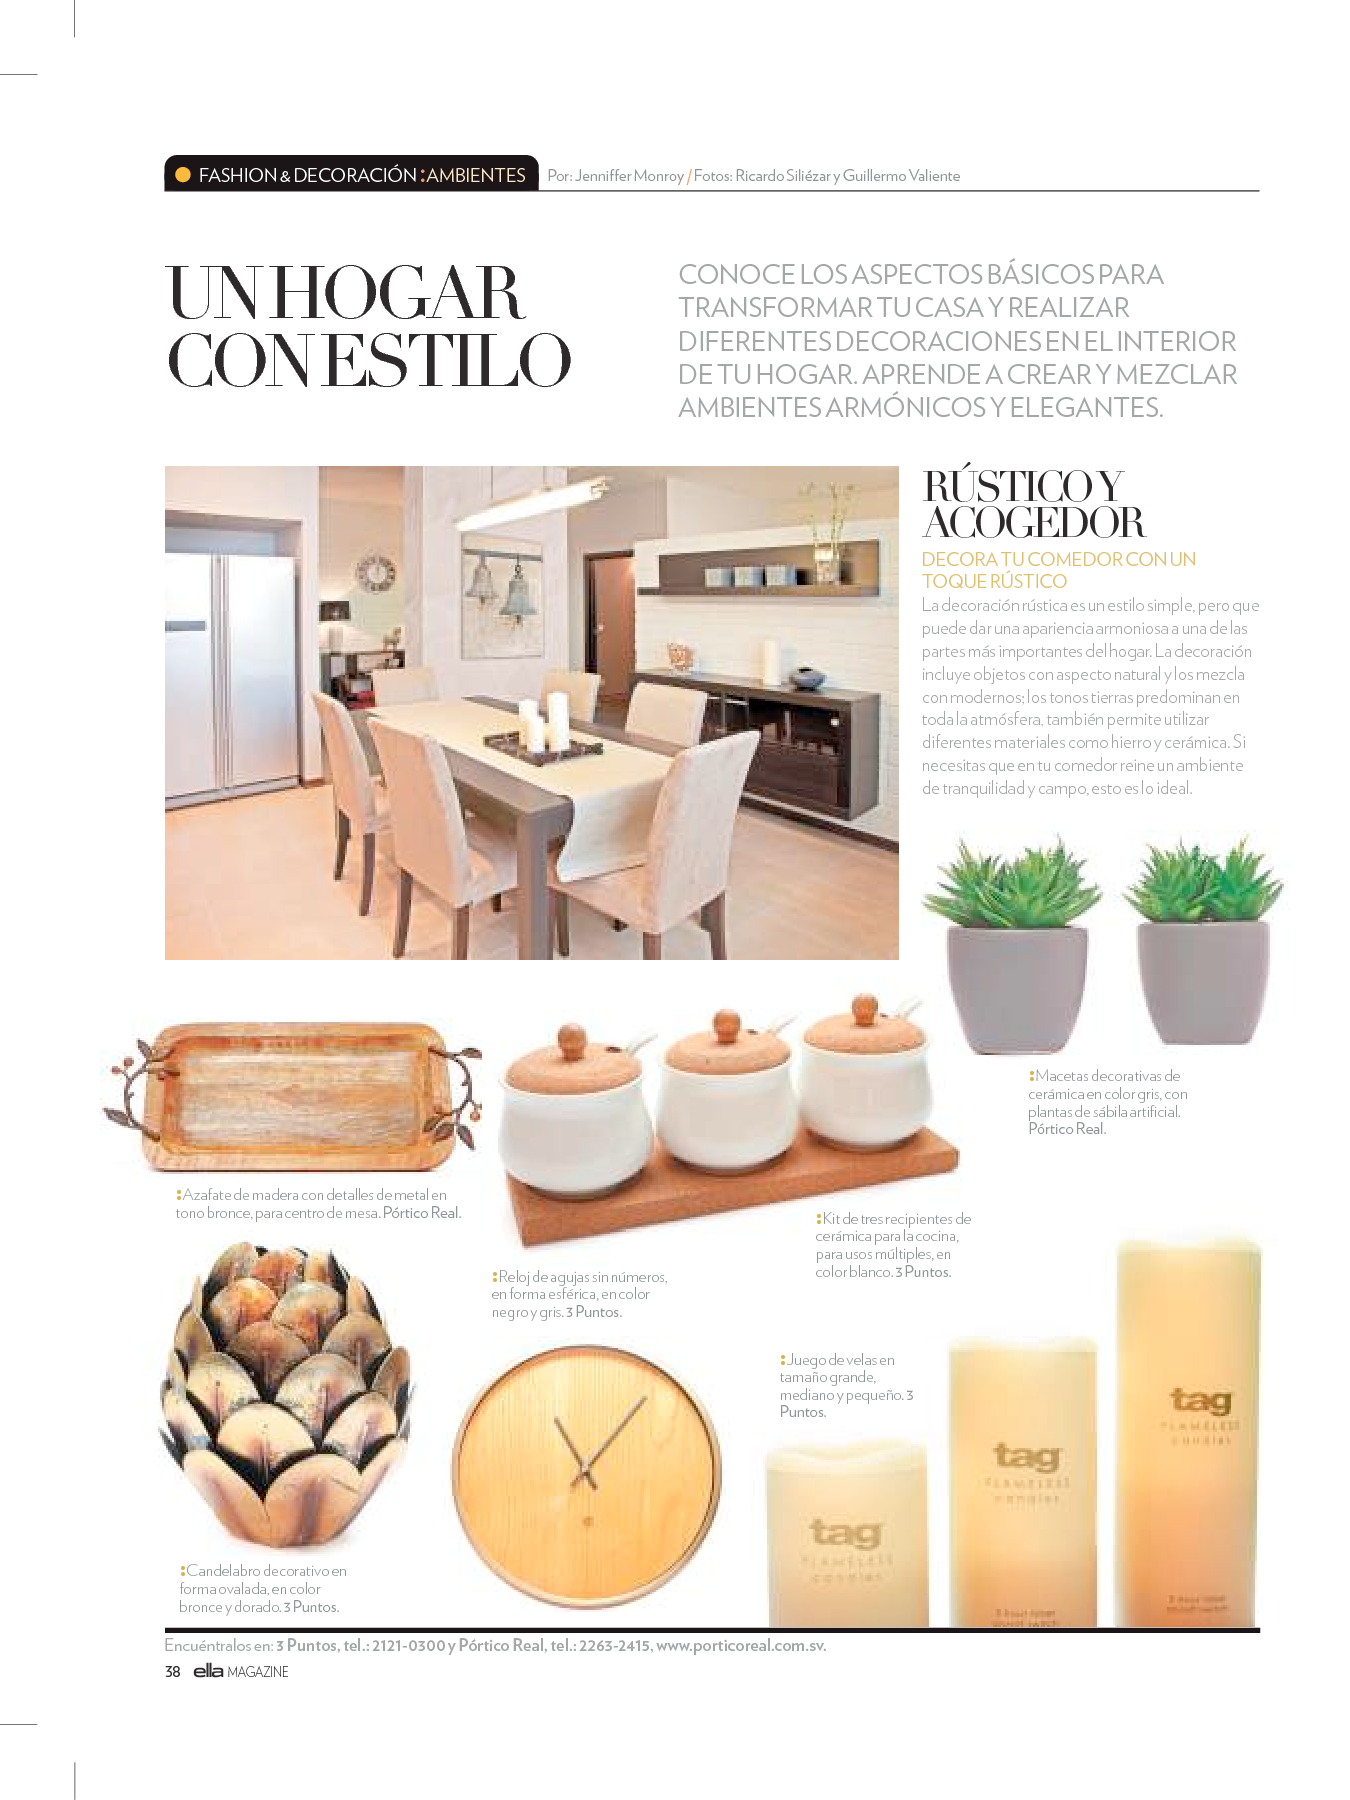 FASHION & DECORACIÓN :AMBIENTES
Por: Jenniffer Monroy / Fotos: Ricardo Siliézar y Guillermo Valiente
UN HOGAR
CON ESTILO
CONOCE LOS ASPECTOS BÁSICOS PARA
TRANSFORMAR TU CASA Y REALIZAR
DIFERENTES DECORACIONES EN EL INTERIOR
DE TU HOGAR. APRENDE A CREAR Y MEZCLAR
AMBIENTES ARMÓNICOS Y ELEGANTES.
RÚSTICO Y
ACOGEDOR
DECORA TU COMEDOR CON UN
TOQUE RÚSTICO
La decoración rústica es un estilo simple, pero que
puede dar una apariencia armoniosa a una de las
partes más importantes del hogar. La decoración
incluye objetos con aspecto natural y los mezcla
con modernos; los tonos tierras predominan en
toda la atmósfera, también permite utilizar
diferentes materiales como hierro y cerámica. Si
necesitas que en tu comedor reine un ambiente
de tranquilidad y campo, esto es lo ideal.
:Macetas decorativas de
cerámica en color gris, con
plantas de sábila artificial.
Pórtico Real.
:Azafate de madera con detalles de metal en
tono bronce, para centro de mesa. Pórtico Real.
:Kit de tres recipientes de
cerámica para la cocina,
para usos múltiples, en
color blanco. 3 Puntos.
:Reloj de agujas sin números,
en forma esférica, en color
negro y gris. 3 Puntos.
:Juego de velas en
tamaño grande,
mediano y pequeño. 3
Puntos.
tag
FLAMELESS
candles
tag
FLAMELESS
candles
tag
FLAMELESS
candles
:Candelabro decorativo en
forma ovalada, en color
bronce y dorado. 3 Puntos.
Encuéntralos en: 3 Puntos, tel.: 2121-0300 y Pórtico Real, tel.: 2263-2415, www.porticoreal.com.sv.
38 ella MAGAZINE